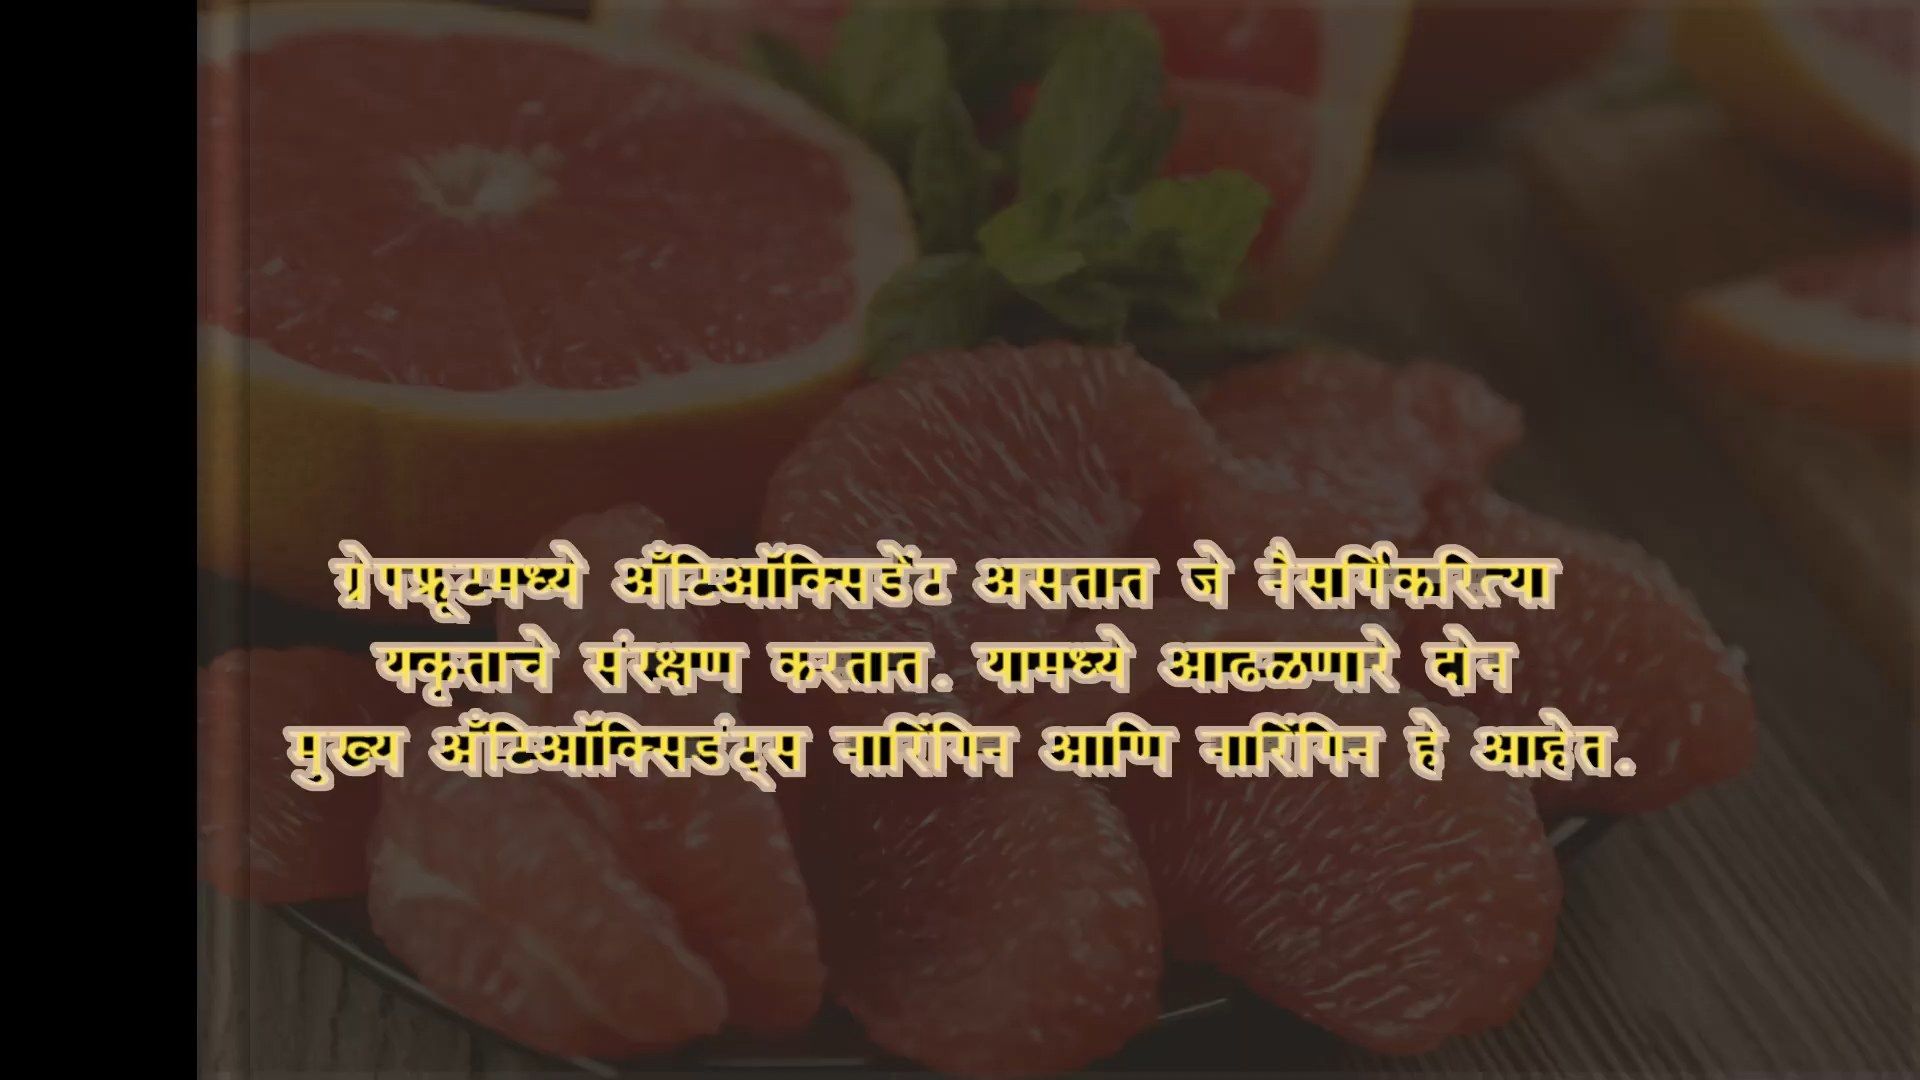 ग्रेपफ्रूटमध्ये अँटिऑक्सिडेंट असतात जे नैसर्गिकरित्या
यकृताचे संरक्षण करतात. यामध्ये आढळणारे दोन
मुख्य अँटिऑक्सिडंट्स नारिंगिन आणि नारिंगिन हे आहेत.